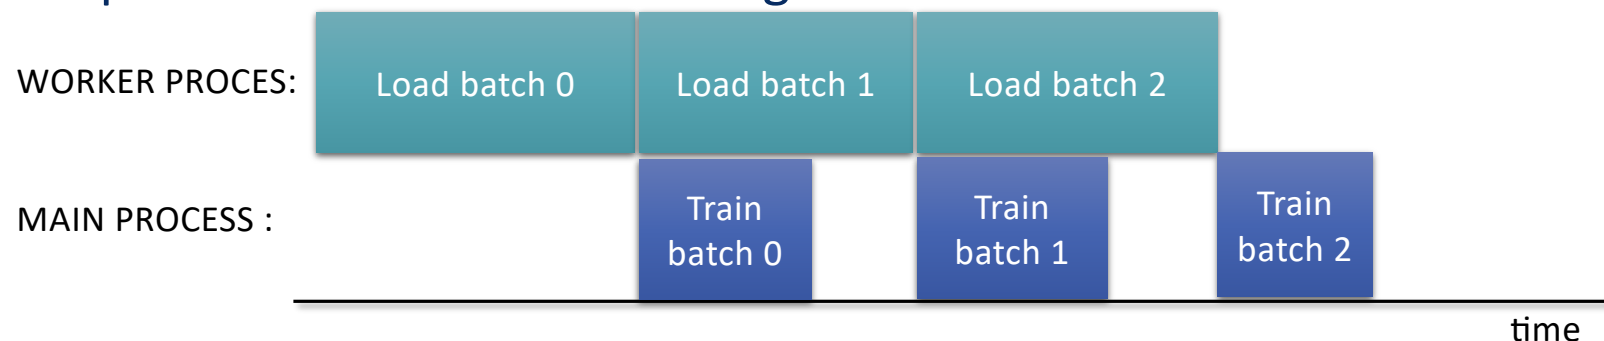 WORKER PROCES:
Load batch 0
Load batch 1
Load batch 2
MAIN PROCESS :
Train
batch 0
Train
batch 1
Train
batch 2
time